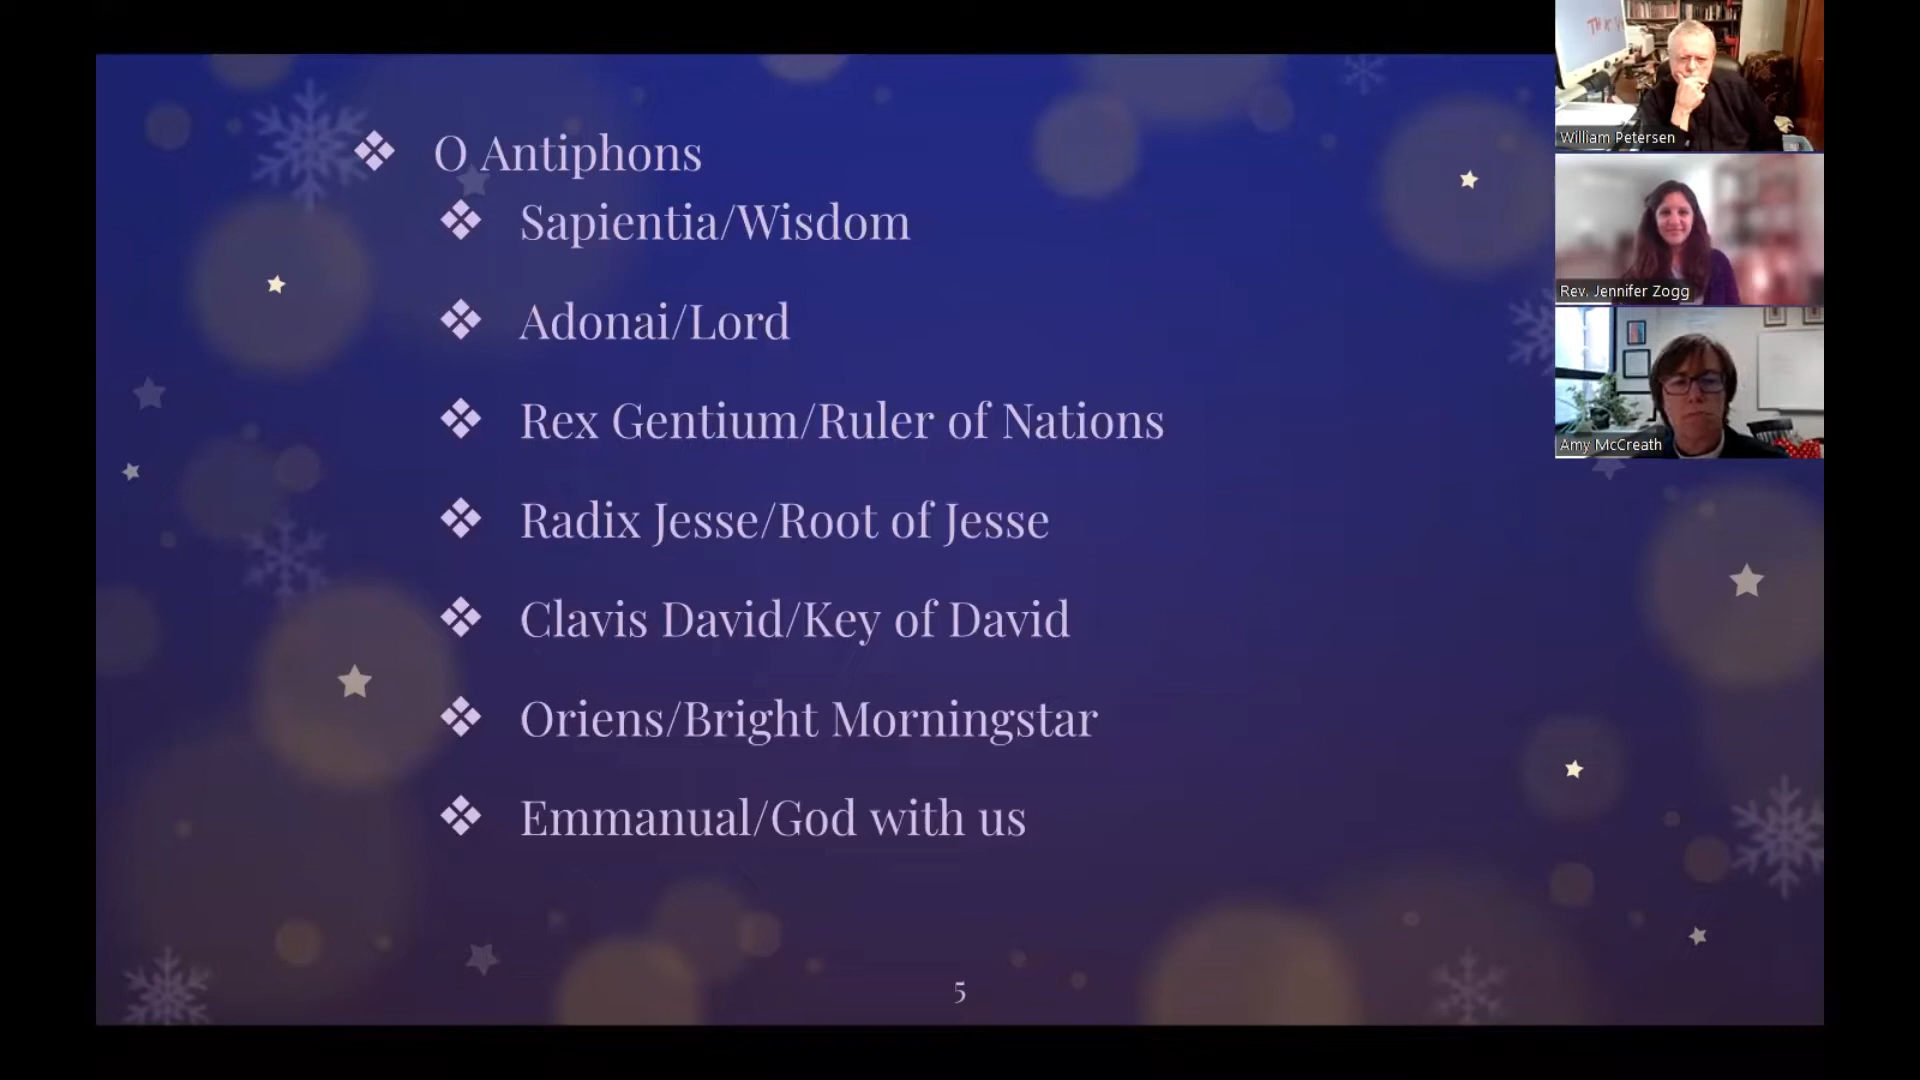 O Antiphons
Sapientia/Wisdom
Adonai/Lord
Rex Gentium/Ruler of Nations
Radix Jesse/Root of Jesse
Clavis David/Key of David
Oriens/Bright Morningstar
Emmanual/God with us
5
William Petersen
Rev. Jennifer Zogg
Amy McCreath